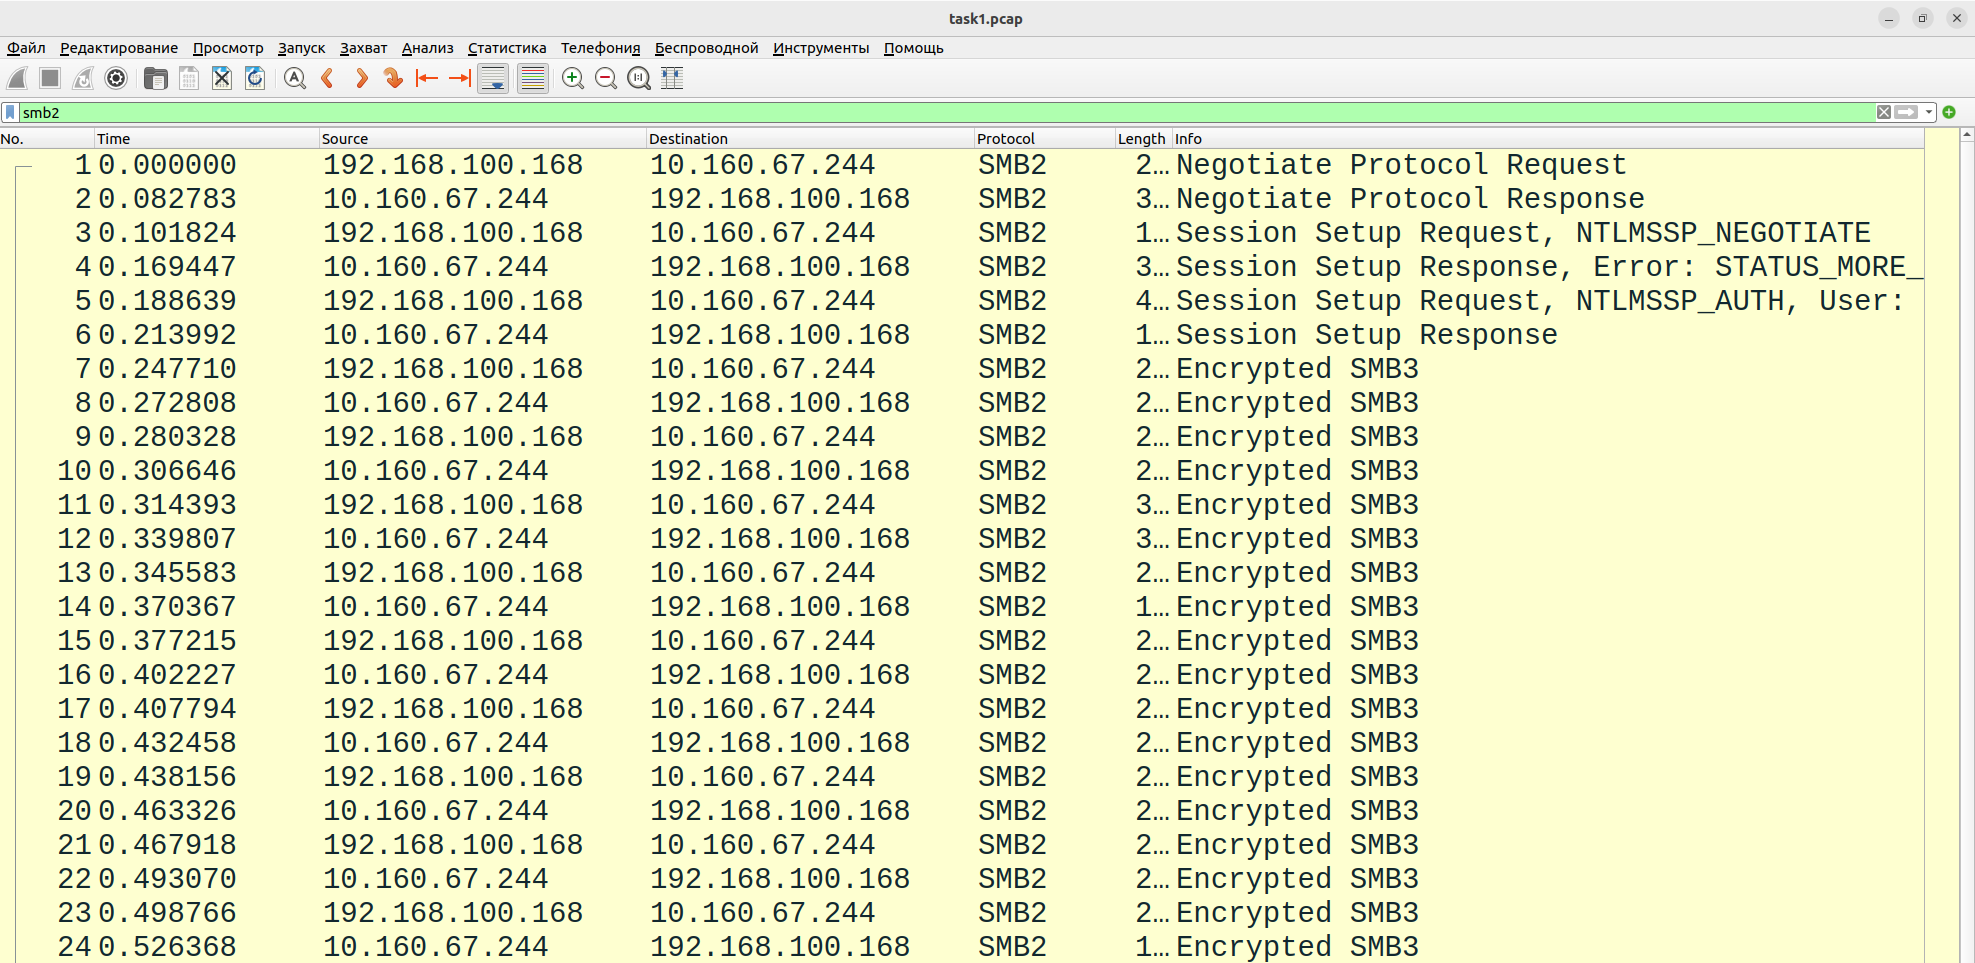 task1.pcap
Файл Редактирование Просмотр Запуск Захват Анализ Статистика Телефония Беспроводной Инструменты Помощь
smb2
No. Time Source Destination Protocol Length Info
1 0.000000 192.168.100.168 10.160.67.244 SMB2 2… Negotiate Protocol Request
2 0.082783 10.160.67.244 192.168.100.168 SMB2 3… Negotiate Protocol Response
3 0.101824 192.168.100.168 10.160.67.244 SMB2 1… Session Setup Request, NTLMSSP_NEGOTIATE
4 0.169447 10.160.67.244 192.168.100.168 SMB2 3… Session Setup Response, Error: STATUS_MORE_
5 0.188639 192.168.100.168 10.160.67.244 SMB2 4… Session Setup Request, NTLMSSP_AUTH, User:
6 0.213992 10.160.67.244 192.168.100.168 SMB2 1… Session Setup Response
7 0.247710 192.168.100.168 10.160.67.244 SMB2 2… Encrypted SMB3
8 0.272808 10.160.67.244 192.168.100.168 SMB2 2… Encrypted SMB3
9 0.280328 192.168.100.168 10.160.67.244 SMB2 2… Encrypted SMB3
10 0.306646 10.160.67.244 192.168.100.168 SMB2 2… Encrypted SMB3
11 0.314393 192.168.100.168 10.160.67.244 SMB2 3… Encrypted SMB3
12 0.339807 10.160.67.244 192.168.100.168 SMB2 3… Encrypted SMB3
13 0.345583 192.168.100.168 10.160.67.244 SMB2 2… Encrypted SMB3
14 0.370367 10.160.67.244 192.168.100.168 SMB2 1… Encrypted SMB3
15 0.377215 192.168.100.168 10.160.67.244 SMB2 2… Encrypted SMB3
16 0.402227 10.160.67.244 192.168.100.168 SMB2 2… Encrypted SMB3
17 0.407794 192.168.100.168 10.160.67.244 SMB2 2… Encrypted SMB3
18 0.432458 10.160.67.244 192.168.100.168 SMB2 2… Encrypted SMB3
19 0.438156 192.168.100.168 10.160.67.244 SMB2 2… Encrypted SMB3
20 0.463326 10.160.67.244 192.168.100.168 SMB2 2… Encrypted SMB3
21 0.467918 192.168.100.168 10.160.67.244 SMB2 2… Encrypted SMB3
22 0.493070 10.160.67.244 192.168.100.168 SMB2 2… Encrypted SMB3
23 0.498766 192.168.100.168 10.160.67.244 SMB2 2… Encrypted SMB3
24 0.526368 10.160.67.244 192.168.100.168 SMB2 1… Encrypted SMB3